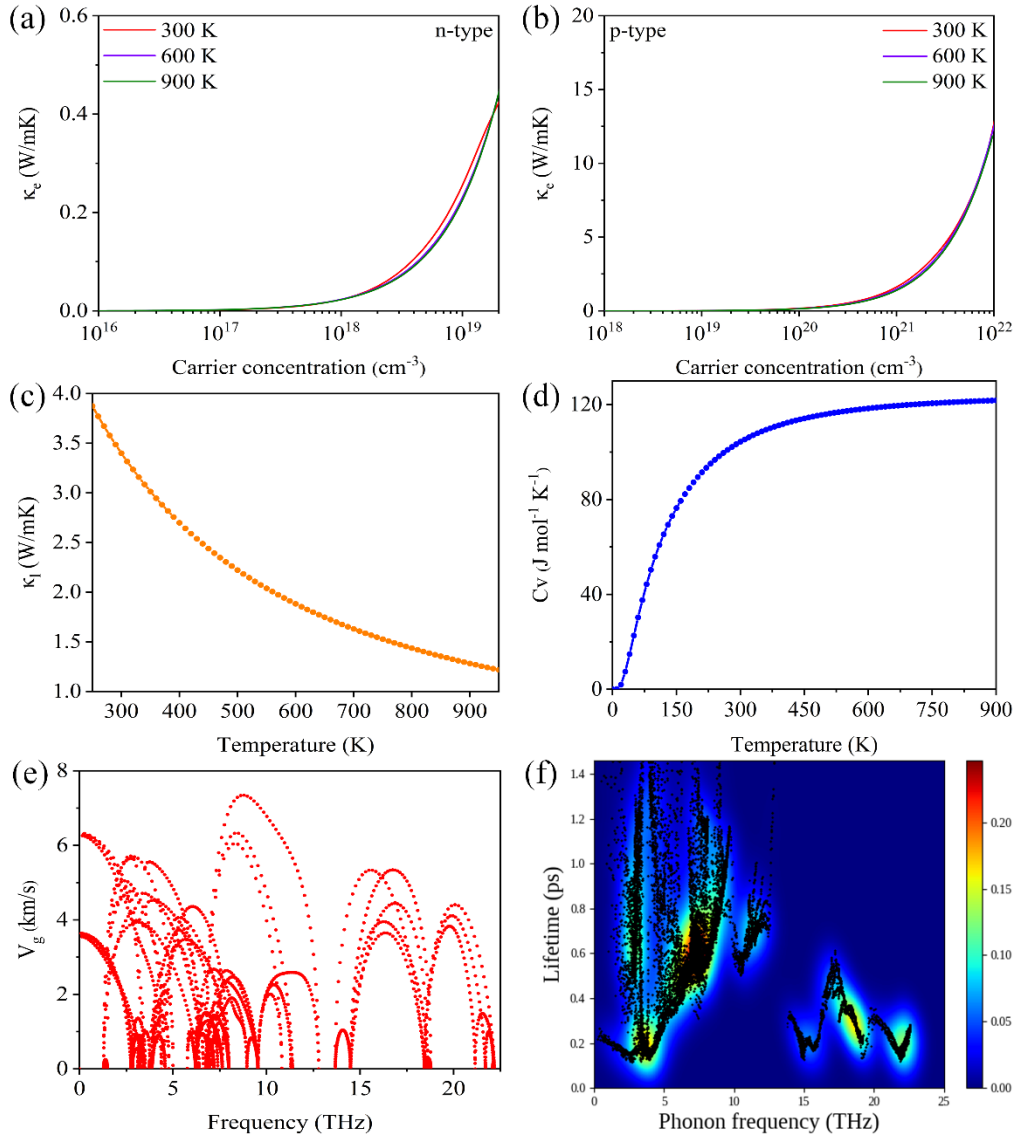 (a)
300 K
600 K
900 K
n-type
0.6
0.4
0.2
0.0
κe (W/mK)
10^16
10^17
10^18
10^19
Carrier concentration (cm^-3)
(b)
p-type
300 K
600 K
900 K
20
15
10
5
0
κe (W/mK)
10^18
10^19
10^20
10^21
10^22
Carrier concentration (cm^-3)
(c)
4.0
3.5
3.0
2.5
2.0
1.5
1.0
κl (W/mK)
300
400
500
600
700
800
900
Temperature (K)
(d)
120
80
40
0
Cv (J mol^-1 K^-1)
0
150
300
450
600
750
900
Temperature (K)
(e)
8
6
4
2
0
Vg (km/s)
0
5
10
15
20
Frequency (THz)
(f)
1.4
1.2
1.0
0.8
0.6
0.4
0.2
0.0
Lifetime (ps)
0
5
10
15
20
25
Phonon frequency (THz)
0.20
0.15
0.10
0.05
0.00